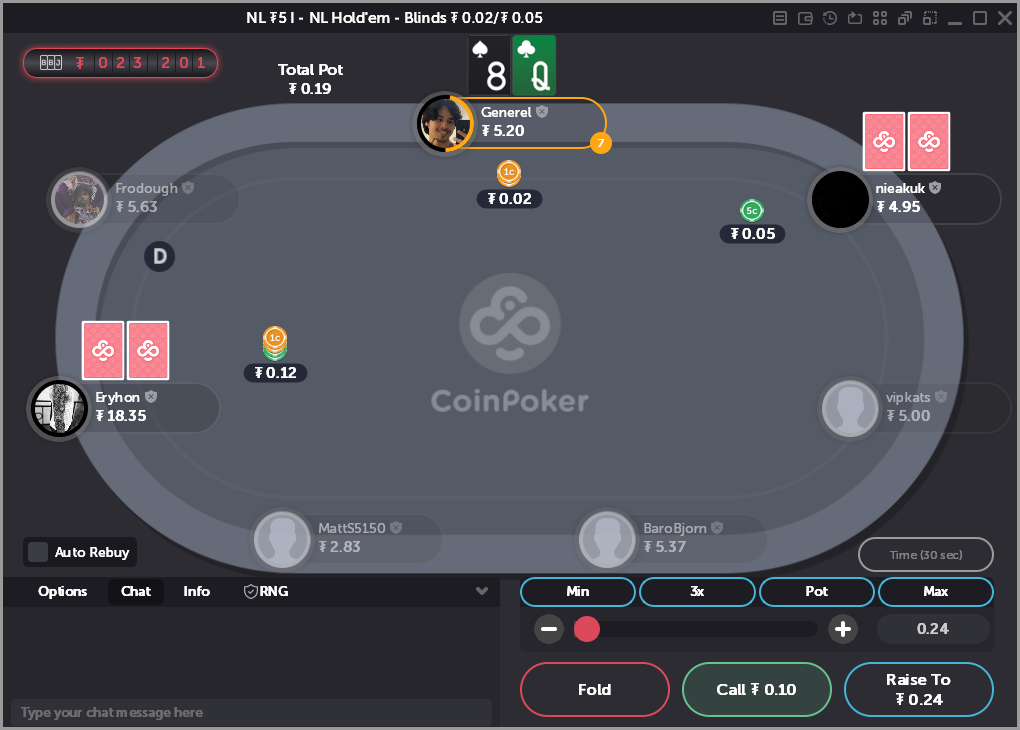 NL ₮5 I - NL Hold'em - Blinds ₮ 0.02/₮ 0.05
BBJ ₮ 0 2 3 2 0 1
Total Pot
₮ 0.19
8 Q
Generel
₮ 5.20
7
1c
₮ 0.02
Frodough
₮ 5.63
nieakuk
₮ 4.95
5c
₮ 0.05
D
1c
₮ 0.12
CoinPoker
Eryhon
₮ 18.35
vipkats
₮ 5.00
MattS5150
₮ 2.83
BaroBjorn
₮ 5.37
Auto Rebuy
Time (30 sec)
Options Chat Info RNG
Min 3x Pot Max
0.24
Fold
Call ₮ 0.10
Raise To
₮ 0.24
Type your chat message here